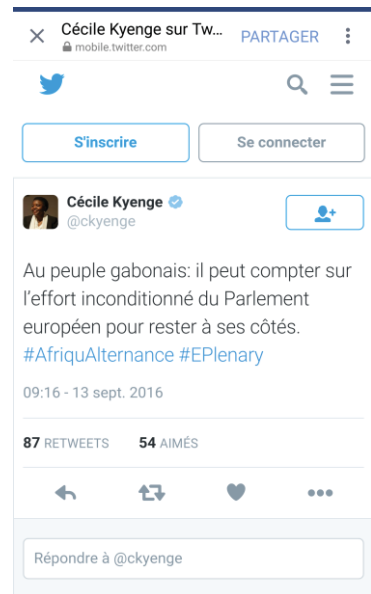 Cécile Kyenge sur Tw... PARTAGER
mobile.twitter.com
S'inscrire Se connecter
Cécile Kyenge
@ckyenge
Au peuple gabonais: il peut compter sur
l'effort inconditionné du Parlement
européen pour rester à ses côtés.
#AfriquAlternance #EPlenary
09:16 - 13 sept. 2016
87 RETWEETS 54 AIMÉS
Répondre à @ckyenge